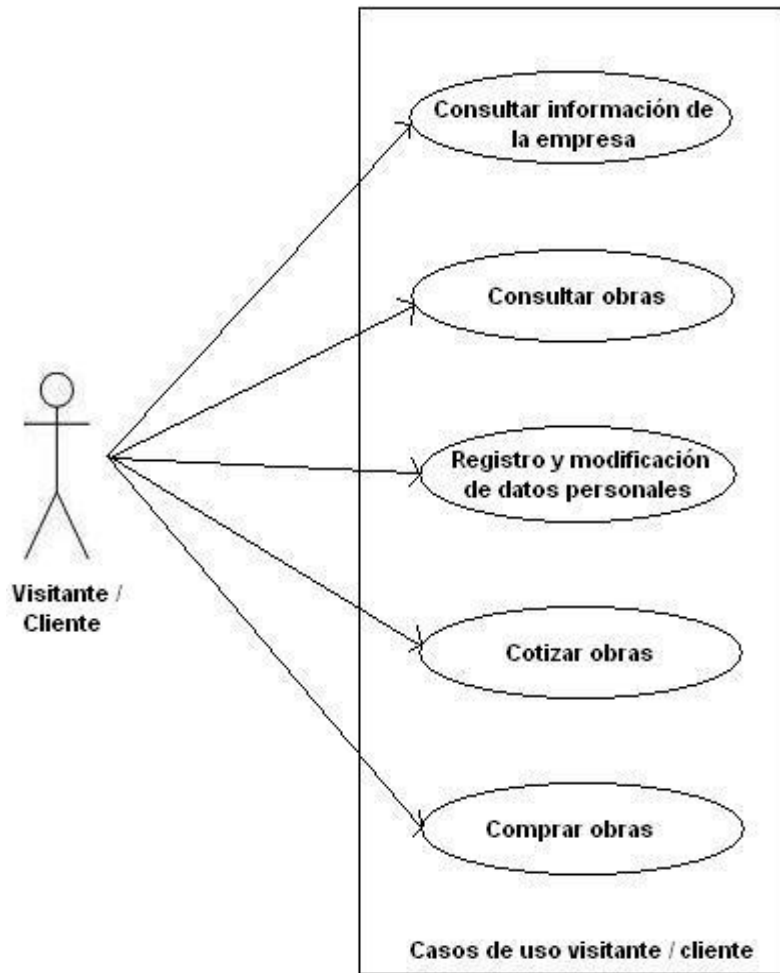 Consultar información de
la empresa
Consultar obras
Registro y modificación
de datos personales
Visitante /
Cliente
Cotizar obras
Comprar obras
Casos de uso visitante / cliente